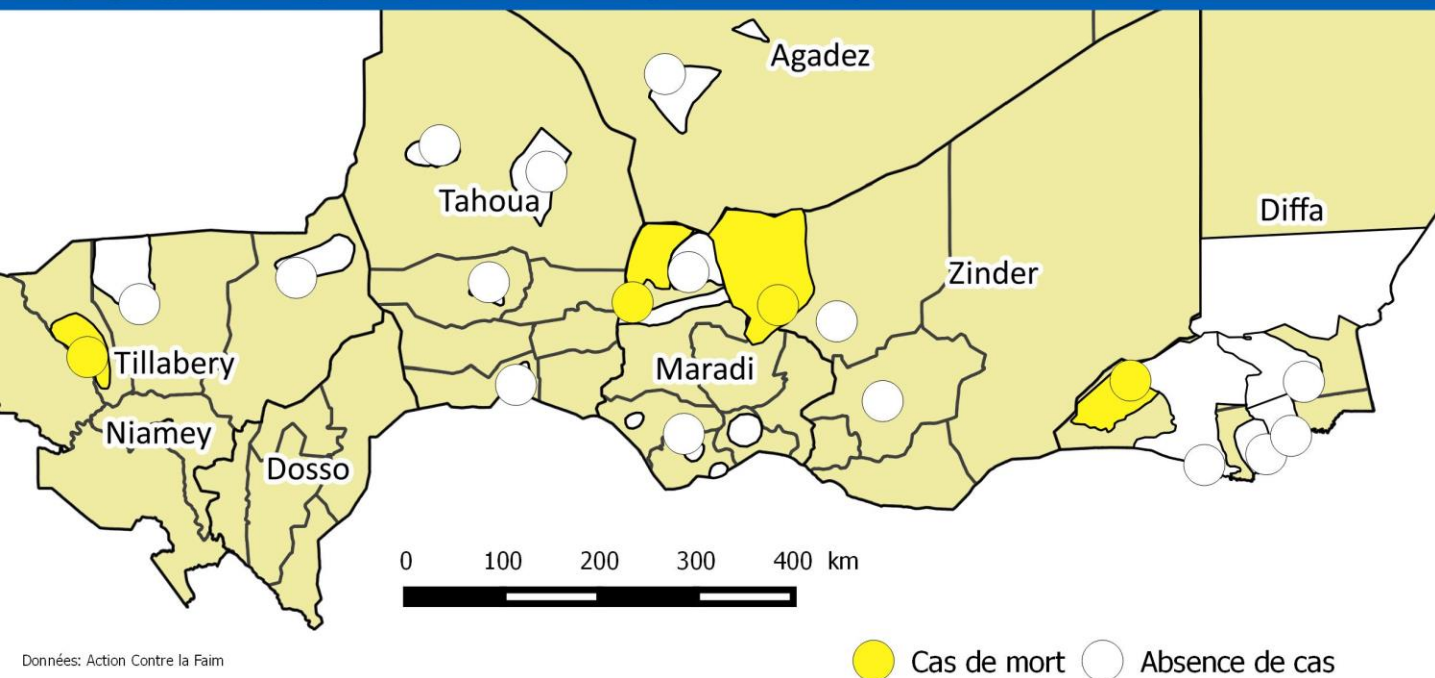 Agadez
Tahoua
Diffa
Zinder
Tillabery
Maradi
Niamey
Dosso
0 100 200 300 400 km
Données: Action Contre la Faim
Cas de mort Absence de cas